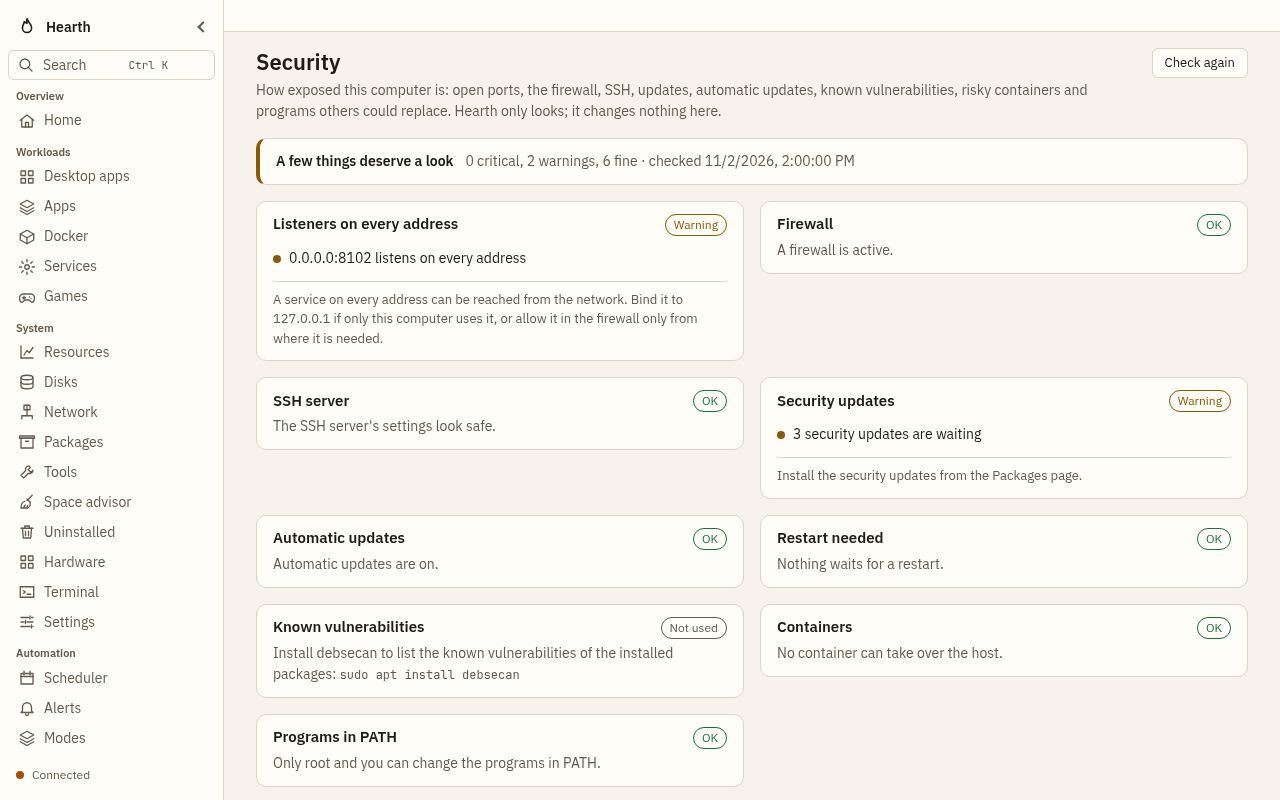 Hearth
Search Ctrl K
Overview
Home
Workloads
Desktop apps
Apps
Docker
Services
Games
System
Resources
Disks
Network
Packages
Tools
Space advisor
Uninstalled
Hardware
Terminal
Settings
Automation
Scheduler
Alerts
Modes
Connected
Security
Check again
How exposed this computer is: open ports, the firewall, SSH, updates, automatic updates, known vulnerabilities, risky containers and
programs others could replace. Hearth only looks; it changes nothing here.
A few things deserve a look 0 critical, 2 warnings, 6 fine · checked 11/2/2026, 2:00:00 PM
Listeners on every address Warning
0.0.0.0:8102 listens on every address
A service on every address can be reached from the network. Bind it to
127.0.0.1 if only this computer uses it, or allow it in the firewall only from
where it is needed.
Firewall OK
A firewall is active.
SSH server OK
The SSH server's settings look safe.
Security updates Warning
3 security updates are waiting
Install the security updates from the Packages page.
Automatic updates OK
Automatic updates are on.
Restart needed OK
Nothing waits for a restart.
Known vulnerabilities Not used
Install debsecan to list the known vulnerabilities of the installed
packages: sudo apt install debsecan
Containers OK
No container can take over the host.
Programs in PATH OK
Only root and you can change the programs in PATH.